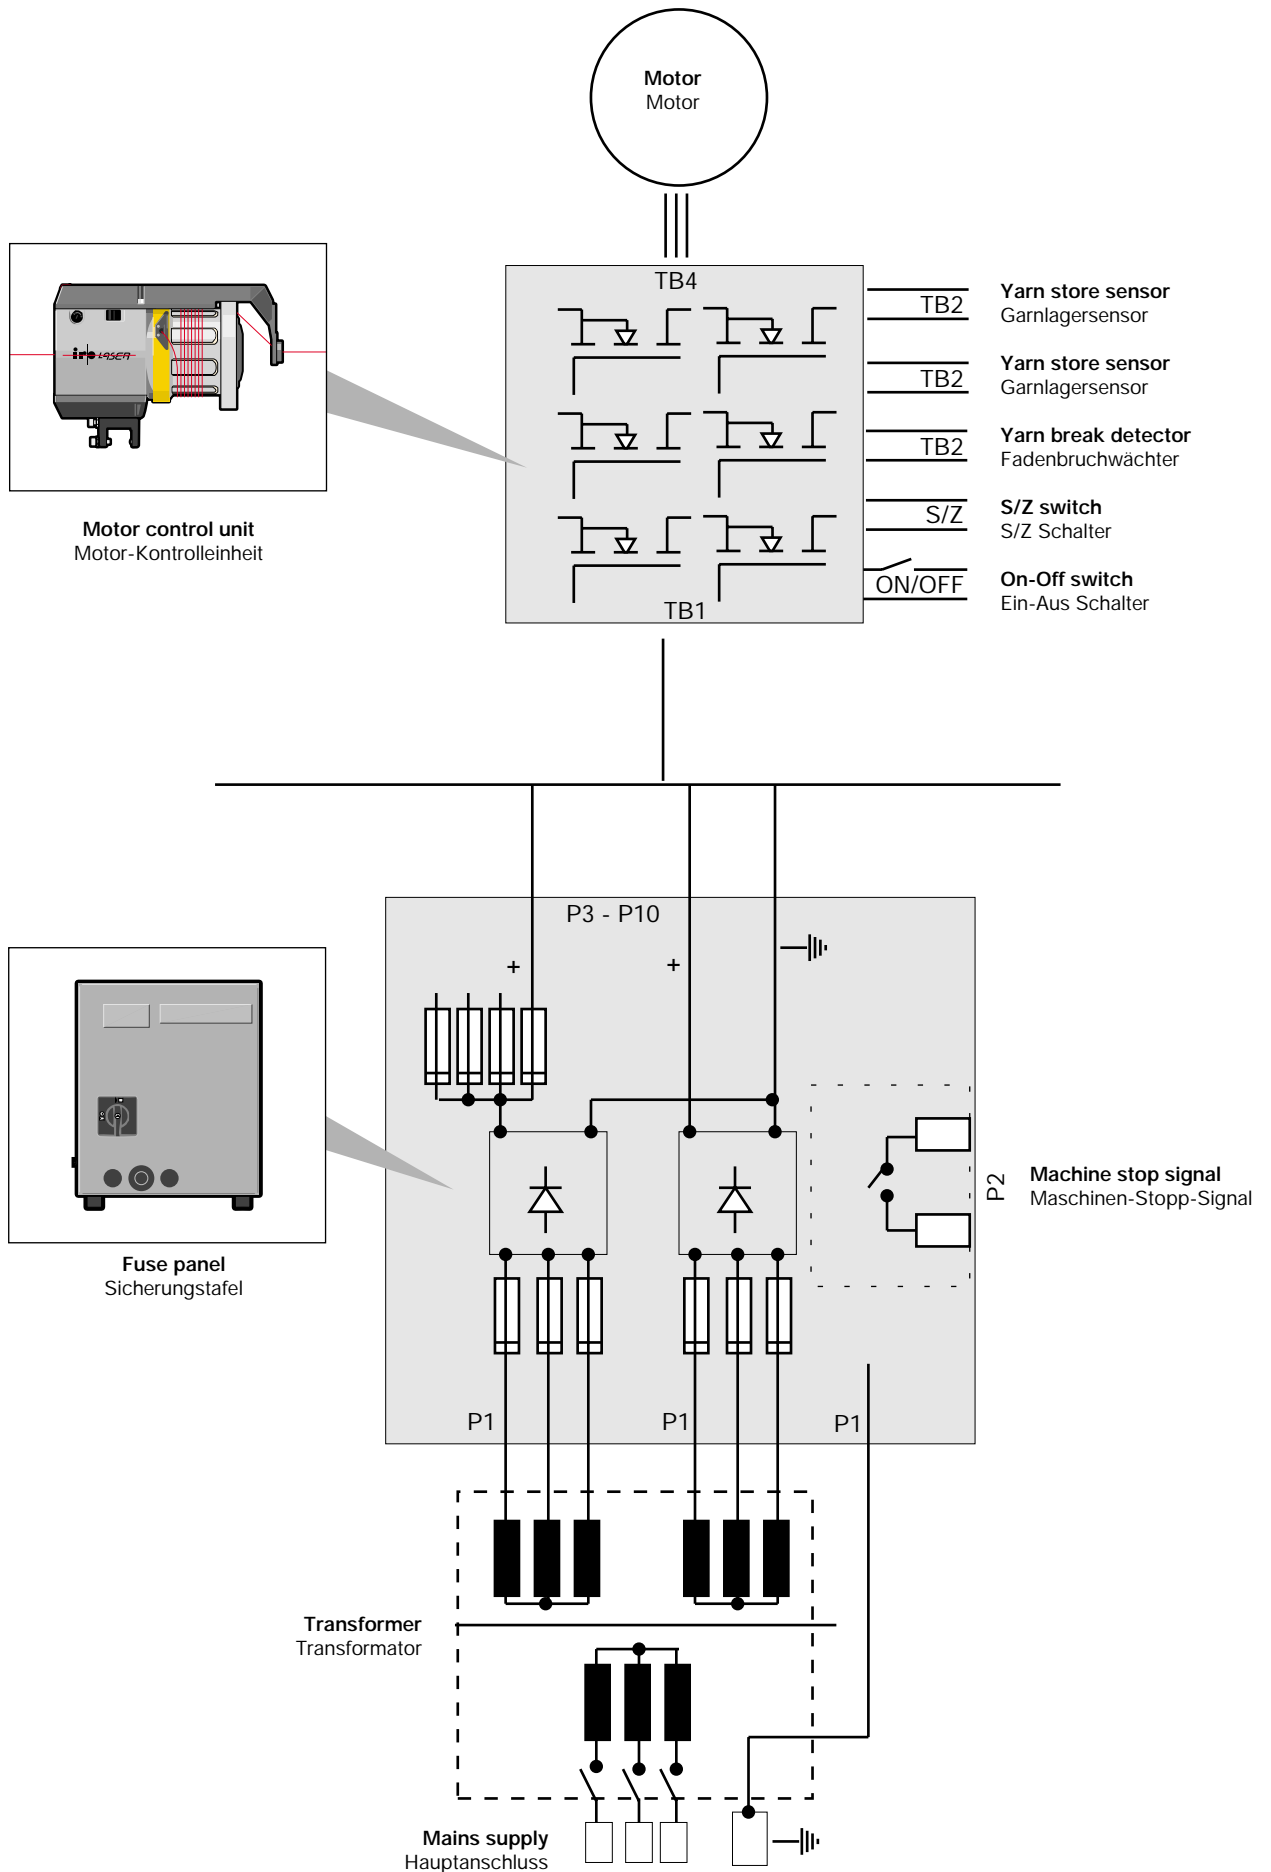 Motor
Motor
TB4
TB2
Yarn store sensor
Garnlagersensor
TB2
Yarn store sensor
Garnlagersensor
TB2
Yarn break detector
Fadenbruchwächter
S/Z
S/Z switch
S/Z Schalter
ON/OFF
On-Off switch
Ein-Aus Schalter
TB1
iro LASER
Motor control unit
Motor-Kontrolleinheit
P3 - P10
+
+
P2
Machine stop signal
Maschinen-Stopp-Signal
Fuse panel
Sicherungstafel
P1
P1
P1
Transformer
Transformator
Mains supply
Hauptanschluss